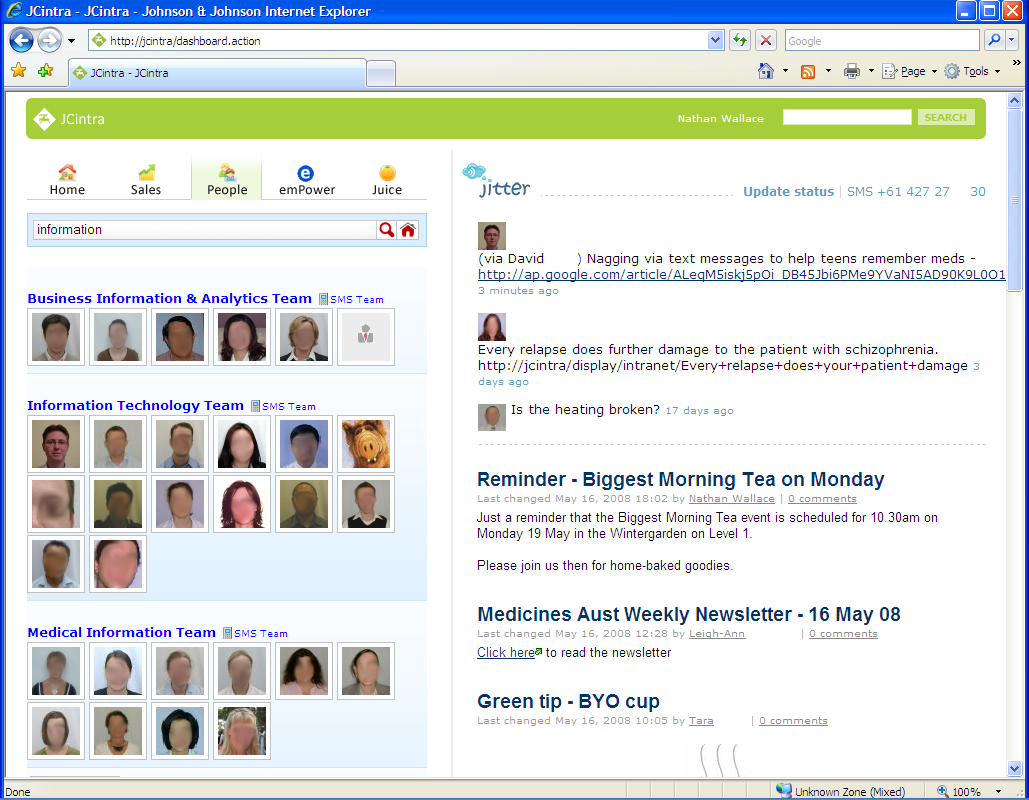 JCintra - JCintra - Johnson & Johnson Internet Explorer
http://jcintra/dashboard.action
Google
JCintra - JCintra
Page
Tools
JCintra
Nathan Wallace
SEARCH
Home
Sales
People
emPower
Juice
information
Business Information & Analytics Team SMS Team
Information Technology Team SMS Team
Medical Information Team SMS Team
jitter
Update status | SMS +61 427 27 30
(via David ) Nagging via text messages to help teens remember meds -
http://ap.google.com/article/ALeqM5iskj5pOi_DB45Jbi6PMe9YVaNI5AD90K9L0O1
3 minutes ago
Every relapse does further damage to the patient with schizophrenia.
http://jcintra/display/intranet/Every+relapse+does+your+patient+damage 3
days ago
Is the heating broken? 17 days ago
Reminder - Biggest Morning Tea on Monday
Last changed May 16, 2008 18:02 by Nathan Wallace | 0 comments
Just a reminder that the Biggest Morning Tea event is scheduled for 10.30am on
Monday 19 May in the Wintergarden on Level 1.
Please join us then for home-baked goodies.
Medicines Aust Weekly Newsletter - 16 May 08
Last changed May 16, 2008 12:28 by Leigh-Ann | 0 comments
Click here to read the newsletter
Green tip - BYO cup
Last changed May 16, 2008 10:05 by Tara | 0 comments
Done
Unknown Zone (Mixed)
100%